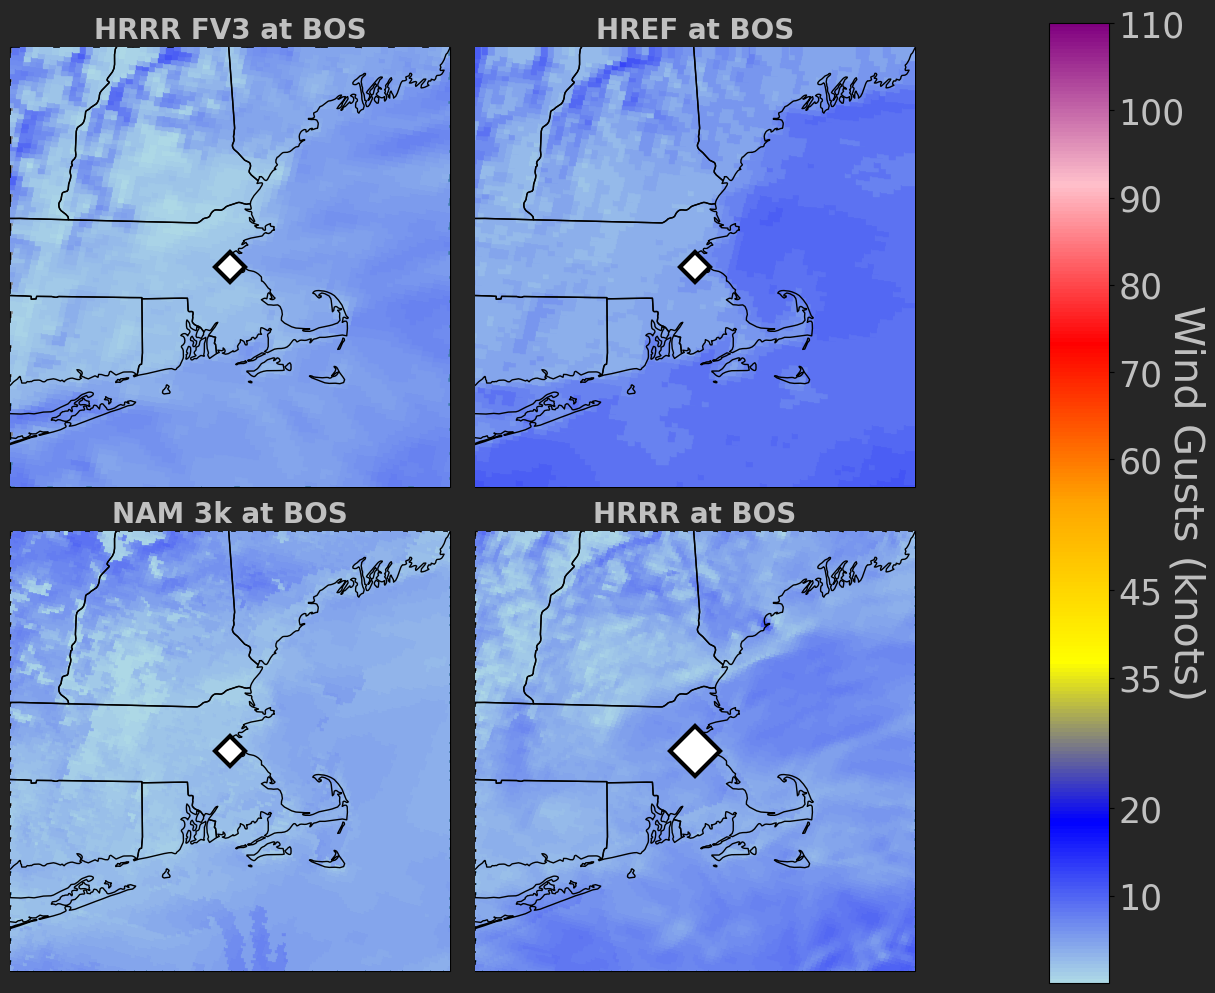 HRRR FV3 at BOS
HREF at BOS
NAM 3k at BOS
HRRR at BOS
110
100
90
80
70
60
45
35
20
10
Wind Gusts (knots)